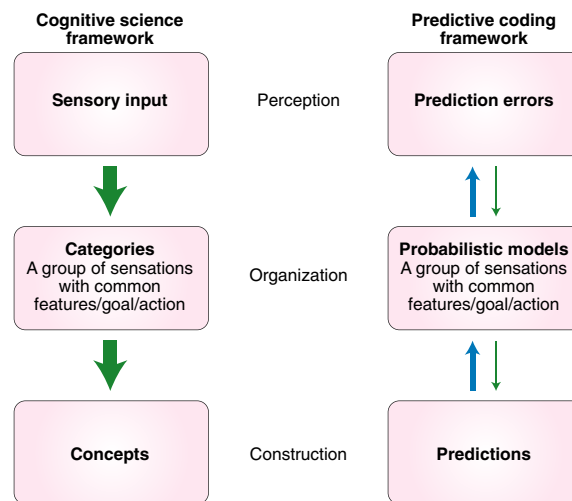 Cognitive science
framework
Predictive coding
framework
Sensory input
Perception
Prediction errors
Categories
A group of sensations
with common
features/goal/action
Organization
Probabilistic models
A group of sensations
with common
features/goal/action
Concepts
Construction
Predictions